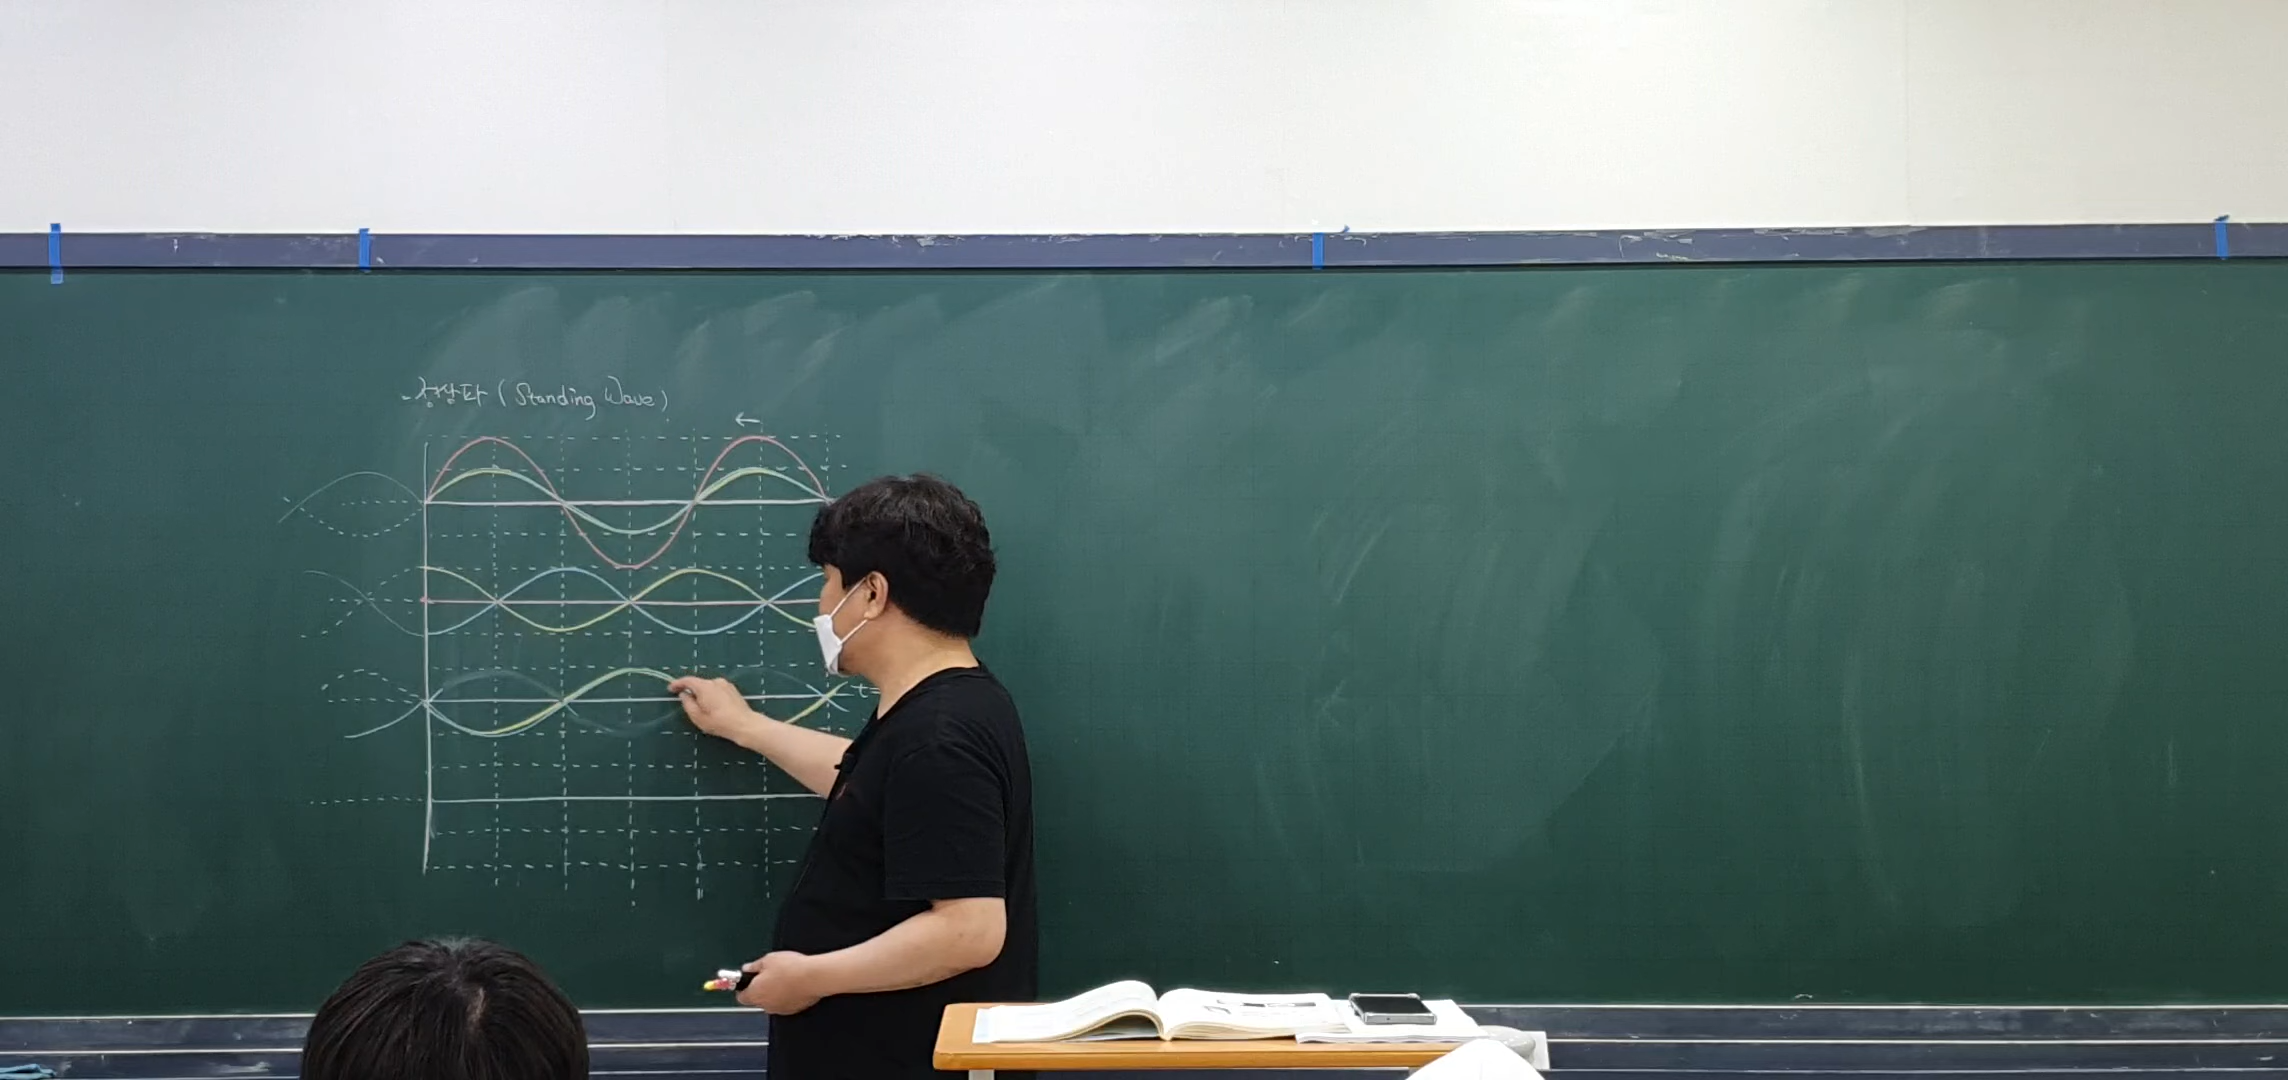 - 정상파 (Standing Wave)
t=